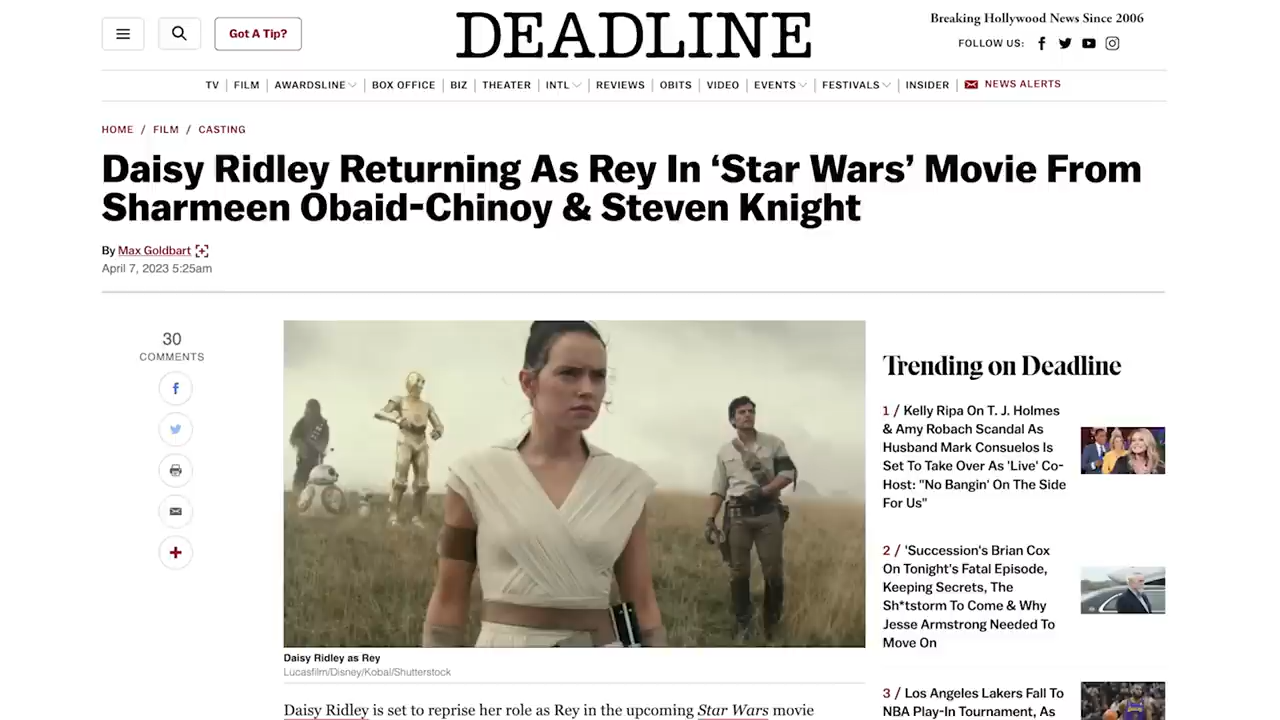 Got A Tip?
DEADLINE
Breaking Hollywood News Since 2006
FOLLOW US:
TV | FILM | AWARDSLINE | BOX OFFICE | BIZ | THEATER | INTL | REVIEWS | OBITS | VIDEO | EVENTS | FESTIVALS | INSIDER | NEWS ALERTS
HOME / FILM / CASTING
Daisy Ridley Returning As Rey In ‘Star Wars’ Movie From
Sharmeen Obaid-Chinoy & Steven Knight
By Max Goldbart
April 7, 2023 5:25am
30
COMMENTS
Daisy Ridley as Rey
Lucasfilm/Disney/Kobal/Shutterstock
Daisy Ridley is set to reprise her role as Rey in the upcoming Star Wars movie
Trending on Deadline
1 / Kelly Ripa On T. J. Holmes
& Amy Robach Scandal As
Husband Mark Consuelos Is
Set To Take Over As 'Live' Co-
Host: "No Bangin' On The Side
For Us"
2 / 'Succession's Brian Cox
On Tonight's Fatal Episode,
Keeping Secrets, The
Sh*tstorm To Come & Why
Jesse Armstrong Needed To
Move On
3 / Los Angeles Lakers Fall To
NBA Play-In Tournament, As